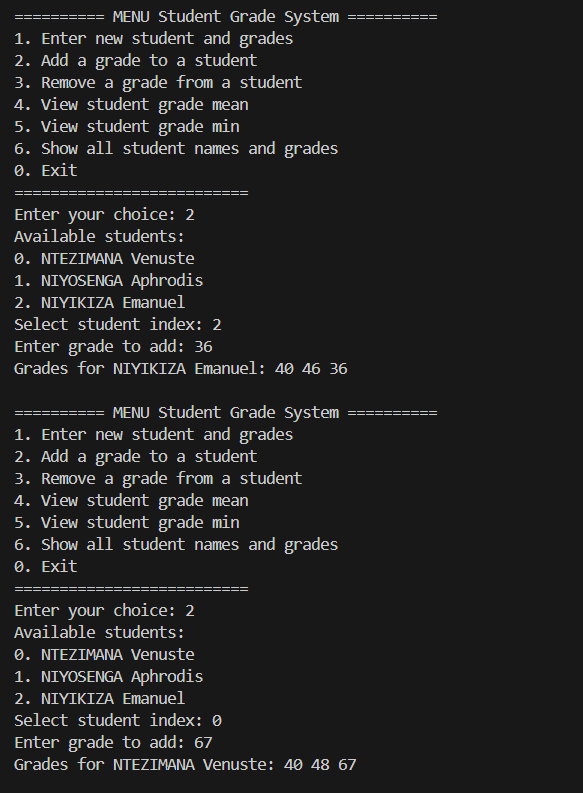 ========== MENU Student Grade System ==========
1. Enter new student and grades
2. Add a grade to a student
3. Remove a grade from a student
4. View student grade mean
5. View student grade min
6. Show all student names and grades
0. Exit
==========================
Enter your choice: 2
Available students:
0. NTEZIMANA Venuste
1. NIYOSENGA Aphrodis
2. NIYIKIZA Emanuel
Select student index: 2
Enter grade to add: 36
Grades for NIYIKIZA Emanuel: 40 46 36

========== MENU Student Grade System ==========
1. Enter new student and grades
2. Add a grade to a student
3. Remove a grade from a student
4. View student grade mean
5. View student grade min
6. Show all student names and grades
0. Exit
==========================
Enter your choice: 2
Available students:
0. NTEZIMANA Venuste
1. NIYOSENGA Aphrodis
2. NIYIKIZA Emanuel
Select student index: 0
Enter grade to add: 67
Grades for NTEZIMANA Venuste: 40 48 67